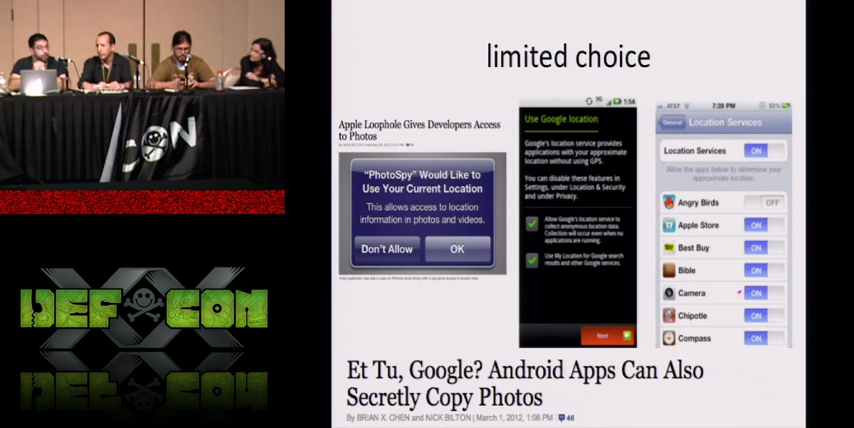 CON
DEF CON
XX
limited choice
Apple Loophole Gives Developers Access
to Photos
"PhotoSpy" Would Like to
Use Your Current Location
This allows access to location
information in photos and videos.
Don't Allow
OK
3G 1:54
Use Google location
Google's location service provides
applications with your approximate
location without using GPS.
You can disable these features in
Settings, under Location & Security
and under Privacy.
Allow Google's location service to
collect anonymous location data.
Collection will occur even when no
applications are running.
Use My Location for Google search
results and other Google services.
Next
AT&T 7:39 PM
General
Location Services
Location Services ON
Allow the apps below to determine your
approximate location.
Angry Birds OFF
Apple Store ON
Best Buy ON
Bible ON
Camera ON
Chipotle ON
Compass ON
Et Tu, Google? Android Apps Can Also
Secretly Copy Photos
By BRIAN X. CHEN and NICK BILTON | March 1, 2012, 1:06 PM | 46